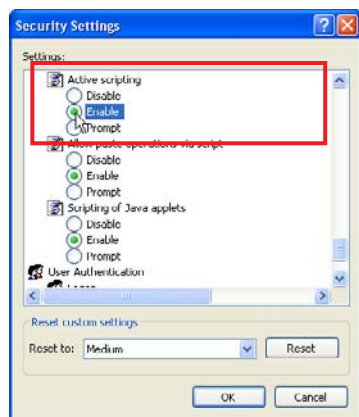 Security Settings
Settings:
Active scripting
Disable
Enable
Prompt
Allow paste operations via script
Disable
Enable
Prompt
Scripting of Java applets
Disable
Enable
Prompt
User Authentication
Reset custom settings
Reset to: Medium Reset
OK Cancel